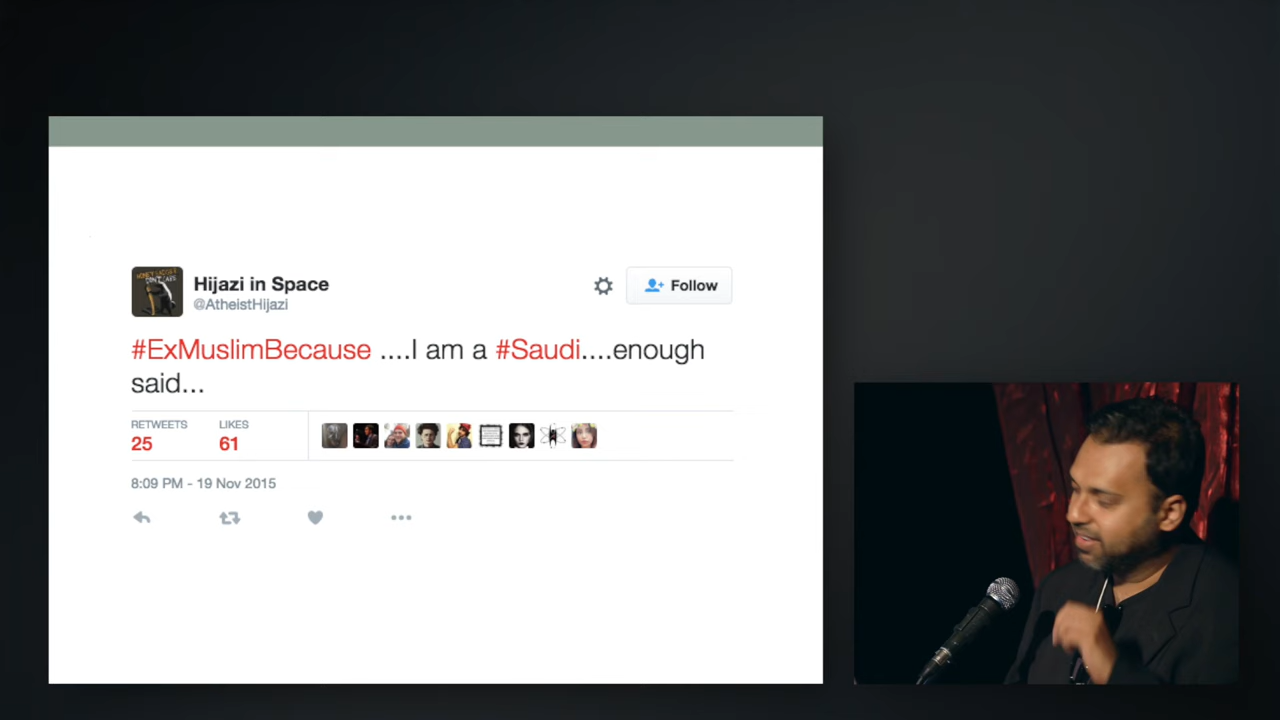 Hijazi in Space
@AtheistHijazi
Follow
#ExMuslimBecause ....I am a #Saudi....enough
said...
RETWEETS
LIKES
25
61
8:09 PM - 19 Nov 2015